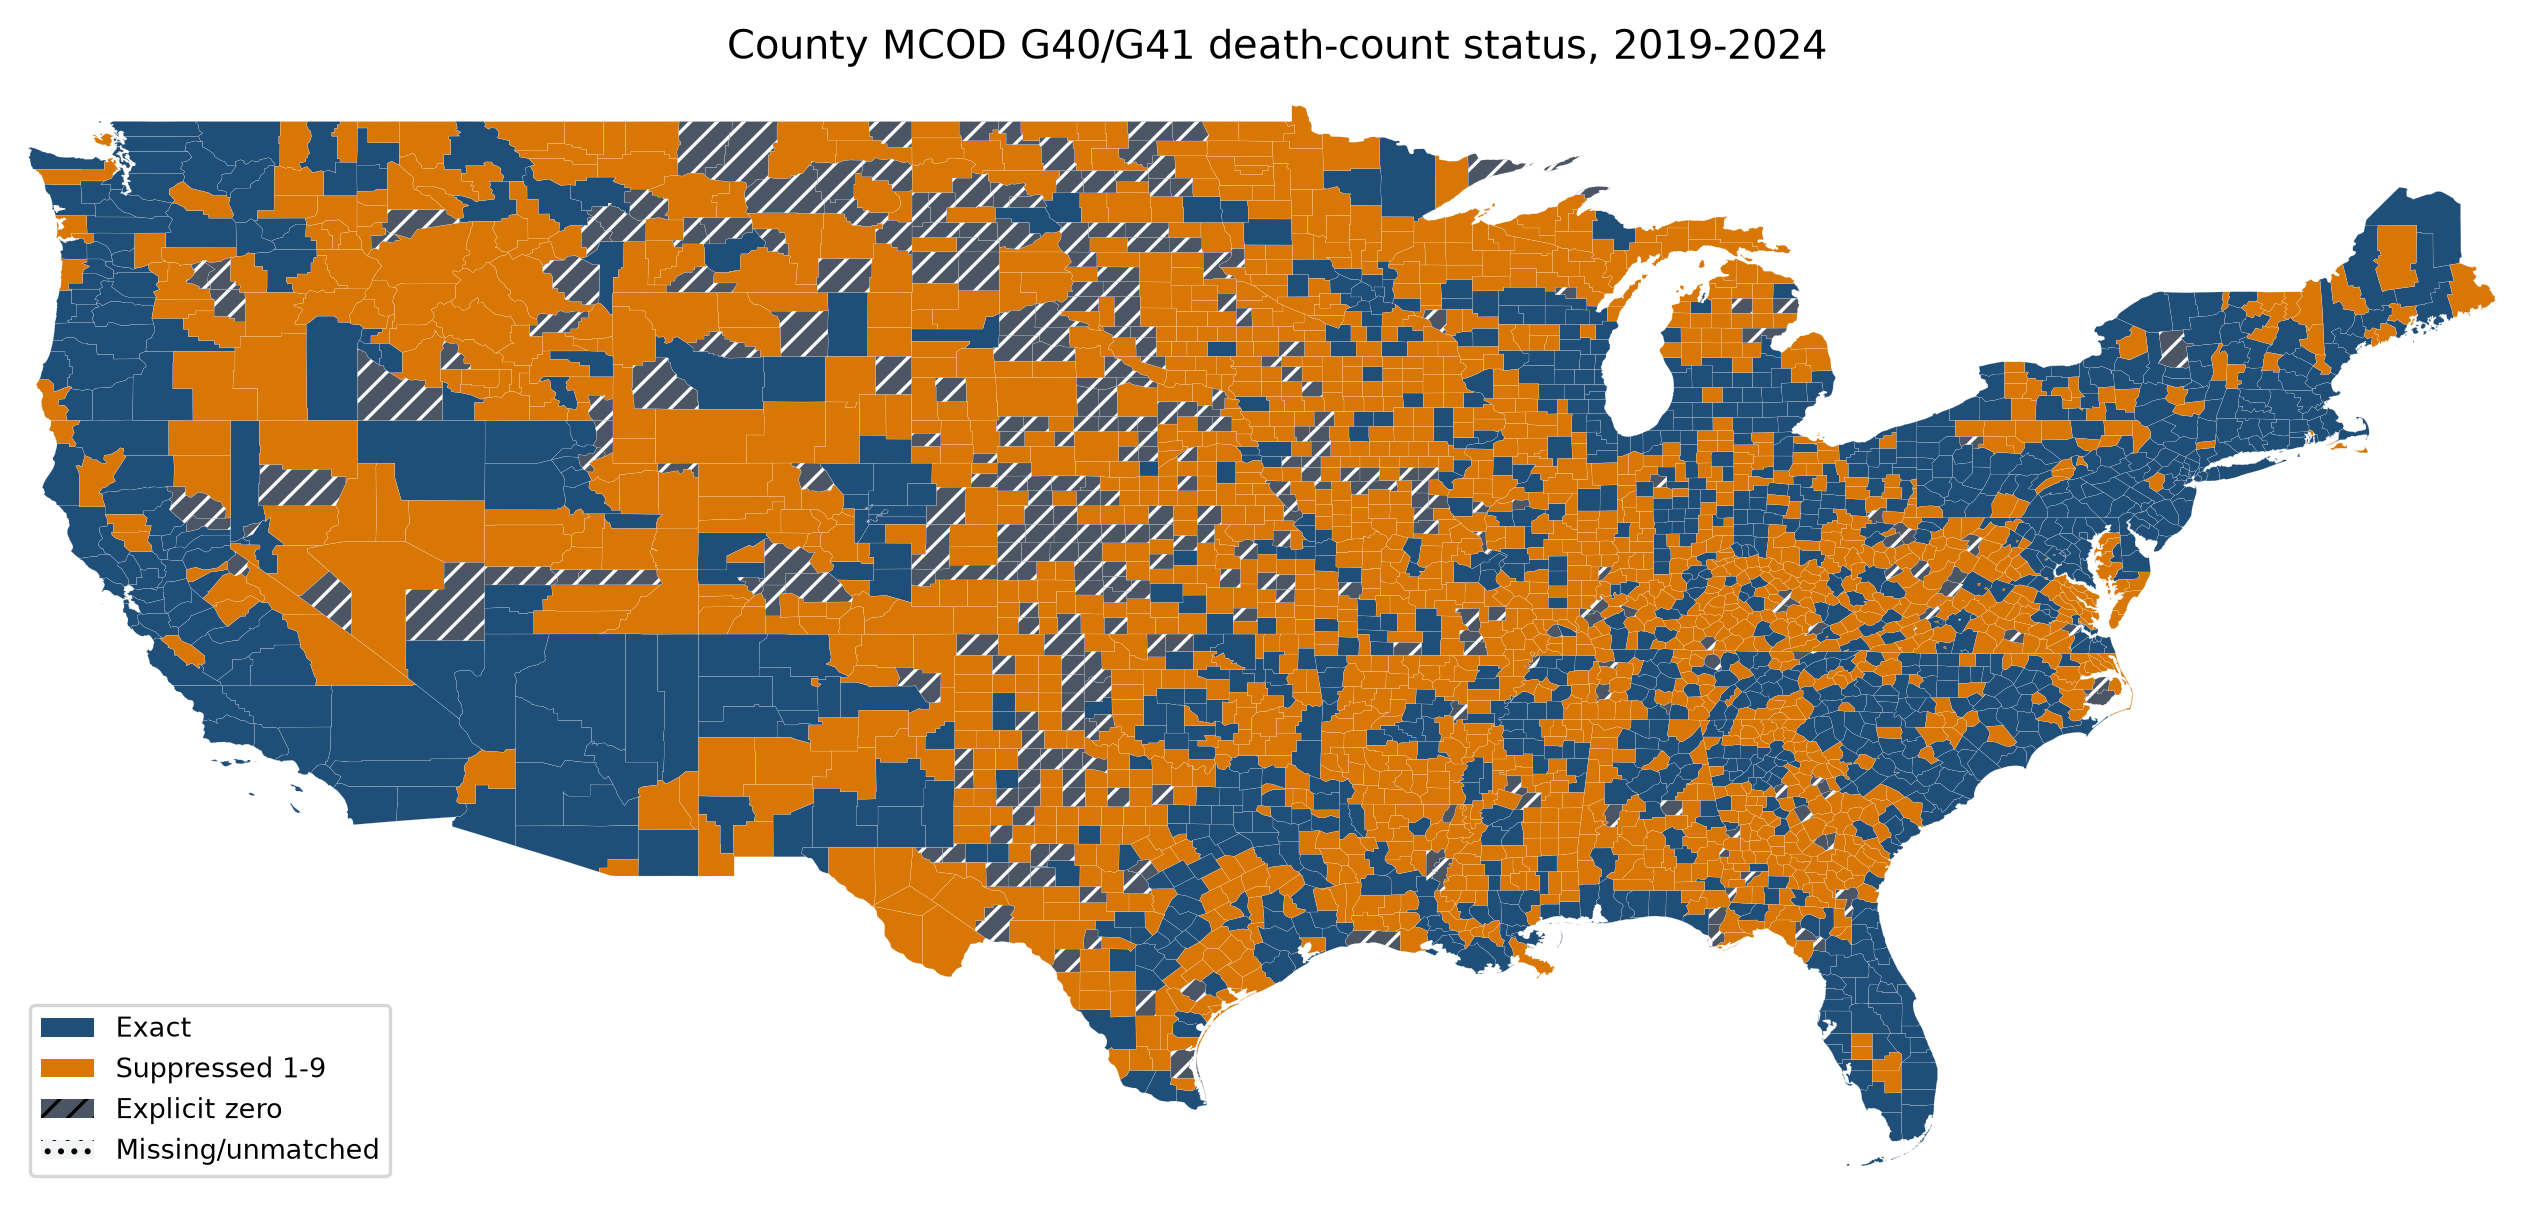 County MCOD G40/G41 death-count status, 2019-2024
Exact
Suppressed 1-9
Explicit zero
Missing/unmatched